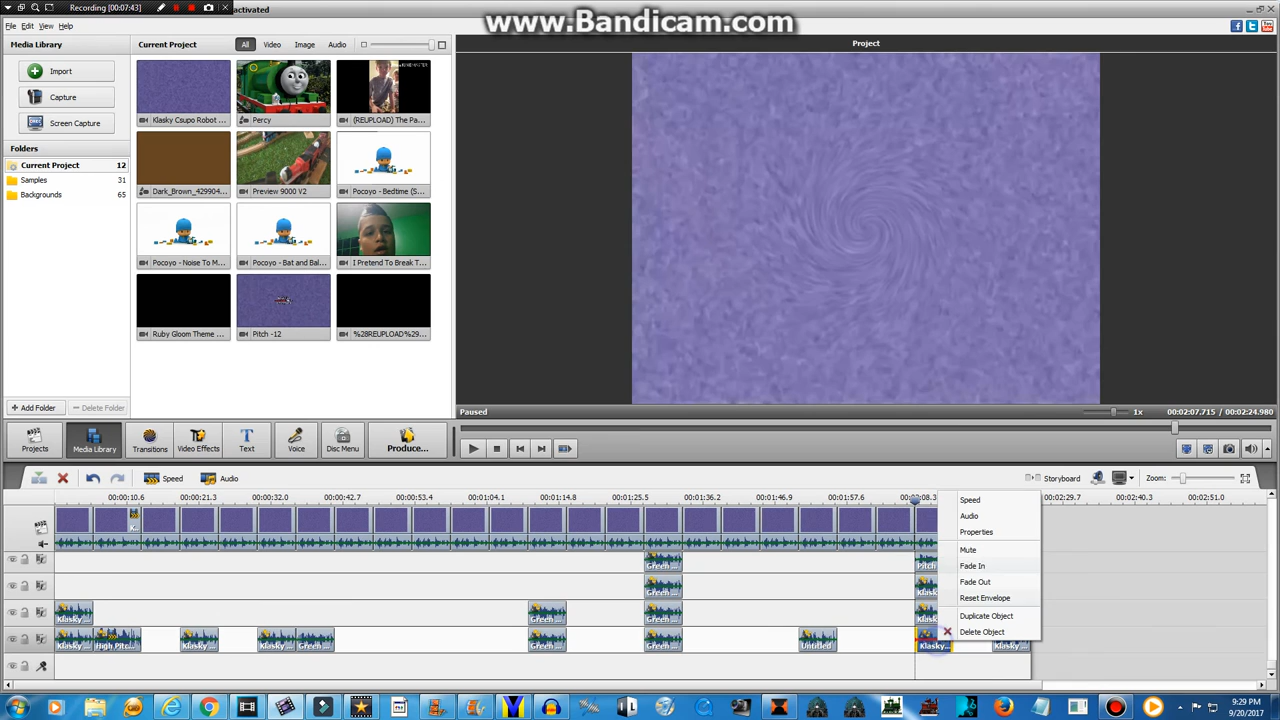 Recording [00:07:43]
activated
www.Bandicam.com
File Edit View Help
Media Library
Current Project
All Video Image Audio
Project
Import
Capture
Screen Capture
Folders
Current Project 12
Samples 31
Backgrounds 65
Klasky Csupo Robot ...
Percy
(REUPLOAD) The Pa...
Dark_Brown_429904...
Preview 9000 V2
Pocoyo - Bedtime (S...
Pocoyo - Noise To M...
Pocoyo - Bat and Bal...
I Pretend To Break T...
Ruby Gloom Theme ...
Pitch -12
%28REUPLOAD%29...
Add Folder Delete Folder
Paused 1x 00:02:07.715 / 00:02:24.980
Projects Media Library Transitions Video Effects Text Voice Disc Menu Produce...
Speed Audio Storyboard Zoom:
00:00:10.6 00:00:21.3 00:00:32.0 00:00:42.7 00:00:53.4 00:01:04.1 00:01:14.8 00:01:25.5 00:01:36.2 00:01:46.9 00:01:57.6 00:02:08.3 00:02:29.7 00:02:40.3 00:02:51.0
K...
Speed
Audio
Properties
Mute
Fade In
Fade Out
Reset Envelope
Duplicate Object
Delete Object
Green ... Pitch
Green ... Klasky
Klasky ... Green ... Green ... Klasky
Klasky ... High Pitc... Klasky ... Klasky ... Green ... Green ... Green ... Untitled Klasky... Klasky...
9:29 PM
9/20/2017